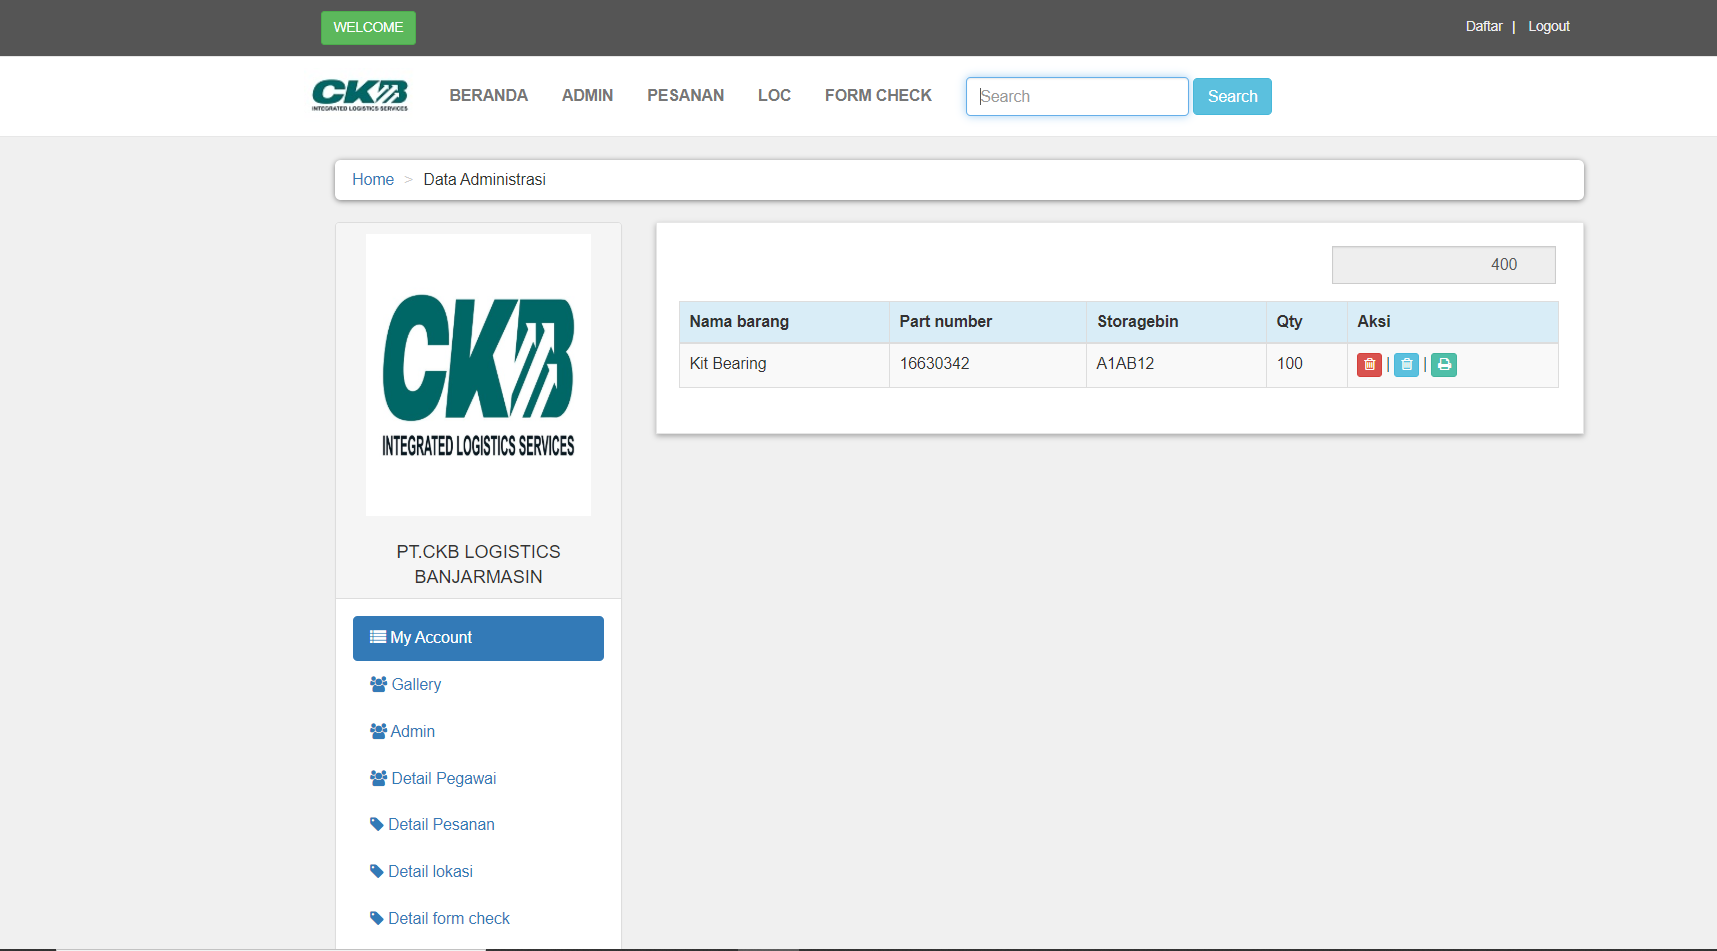 WELCOME
Daftar | Logout
CKB
INTEGRATED LOGISTICS SERVICES
BERANDA ADMIN PESANAN LOC FORM CHECK Search Search
Home > Data Administrasi
CKB
INTEGRATED LOGISTICS SERVICES
PT.CKB LOGISTICS
BANJARMASIN
My Account
Gallery
Admin
Detail Pegawai
Detail Pesanan
Detail lokasi
Detail form check
400
Nama barang Part number Storagebin Qty Aksi
Kit Bearing 16630342 A1AB12 100 | |